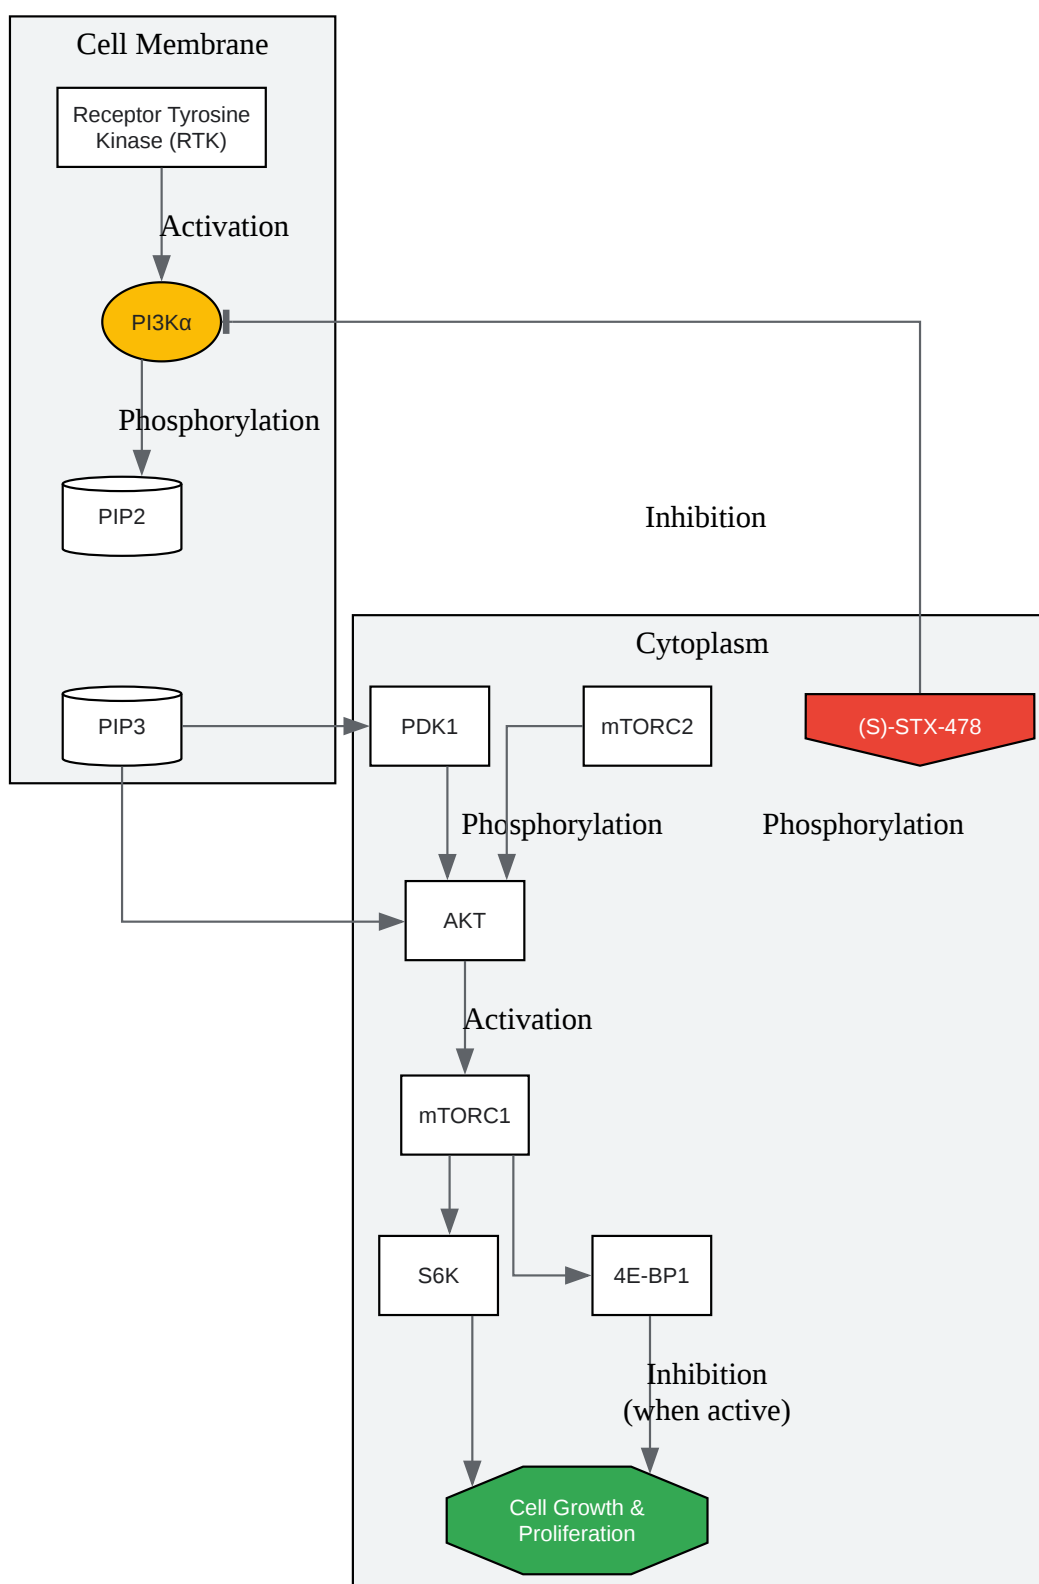 Cell Membrane
Receptor Tyrosine
Kinase (RTK)
Activation
PI3Kα
Phosphorylation
PIP2
Inhibition
Cytoplasm
PIP3
PDK1
mTORC2
(S)-STX-478
Phosphorylation
Phosphorylation
AKT
Activation
mTORC1
S6K
4E-BP1
Inhibition
(when active)
Cell Growth &
Proliferation